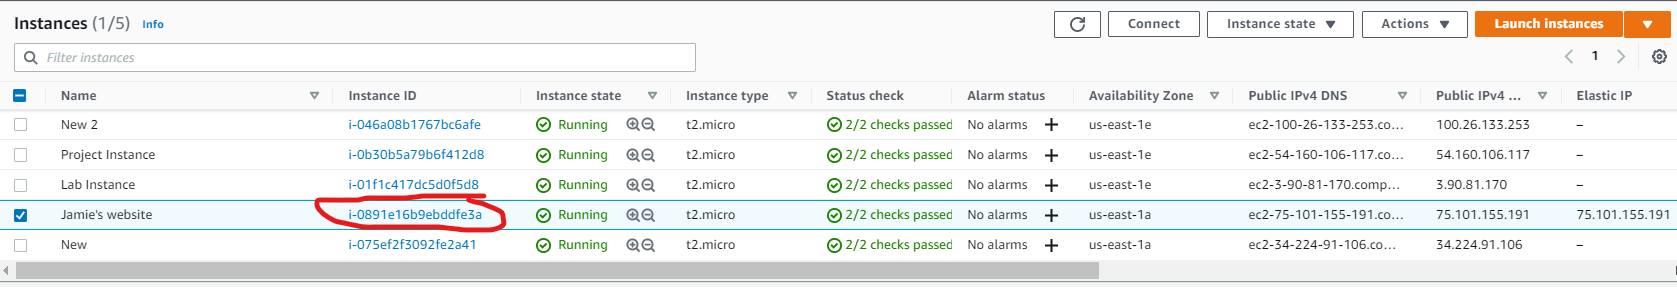 Instances (1/5) Info Connect Instance state Actions Launch instances
Filter instances 1
Name Instance ID Instance state Instance type Status check Alarm status Availability Zone Public IPv4 DNS Public IPv4 ... Elastic IP
New 2 i-046a08b1767bc6afe Running t2.micro 2/2 checks passed No alarms + us-east-1e ec2-100-26-133-253.co... 100.26.133.253 –
Project Instance i-0b30b5a79b6f412d8 Running t2.micro 2/2 checks passed No alarms + us-east-1e ec2-54-160-106-117.co... 54.160.106.117 –
Lab Instance i-01f1c417dc5d0f5d8 Running t2.micro 2/2 checks passed No alarms + us-east-1e ec2-3-90-81-170.comp... 3.90.81.170 –
Jamie's website i-0891e16b9ebddfe3a Running t2.micro 2/2 checks passed No alarms + us-east-1a ec2-75-101-155-191.co... 75.101.155.191 75.101.155.191
New i-075ef2f3092fe2a41 Running t2.micro 2/2 checks passed No alarms + us-east-1a ec2-34-224-91-106.co... 34.224.91.106 –